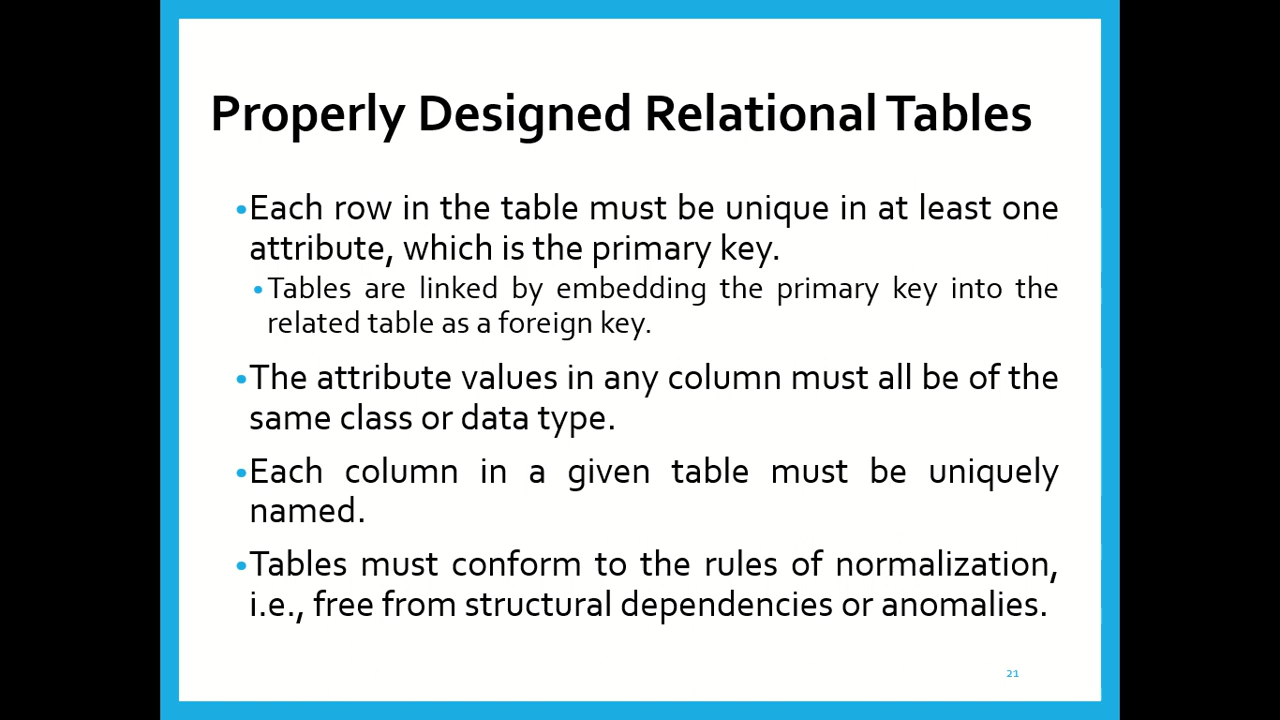 Properly Designed Relational Tables
•Each row in the table must be unique in at least one
attribute, which is the primary key.
•Tables are linked by embedding the primary key into the
related table as a foreign key.
•The attribute values in any column must all be of the
same class or data type.
•Each column in a given table must be uniquely
named.
•Tables must conform to the rules of normalization,
i.e., free from structural dependencies or anomalies.
21